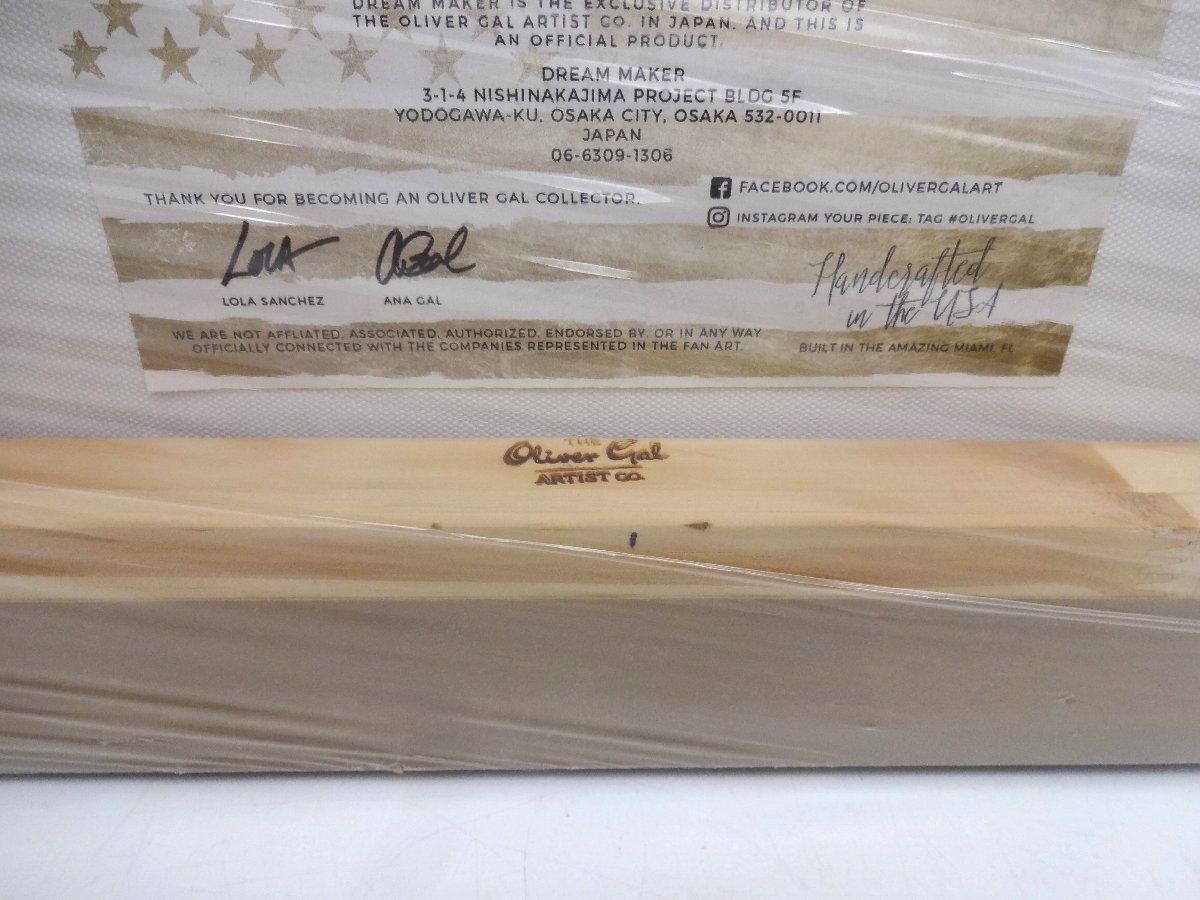 DREAM MAKER IS THE EXCLUSIVE DISTRIBUTOR OF
THE OLIVER GAL ARTIST CO. IN JAPAN. AND THIS IS
AN OFFICIAL PRODUCT.
DREAM MAKER
3-1-4 NISHINAKAJIMA PROJECT BLDG 5F
YODOGAWA-KU, OSAKA CITY, OSAKA 532-0011
JAPAN
06-6309-1306
THANK YOU FOR BECOMING AN OLIVER GAL COLLECTOR.
FACEBOOK.COM/OLIVERGALART
INSTAGRAM YOUR PIECE: TAG #OLIVERGAL
LOLA
LOLA SANCHEZ
ANA GAL
Handcrafted
in the USA
WE ARE NOT AFFLIATED, ASSOCIATED, AUTHORIZED, ENDORSED BY, OR IN ANY WAY
OFFICIALLY CONNECTED WITH THE COMPANIES REPRESENTED IN THE FAN ART.
BUILT IN THE AMAZING MIAMI, FL
THE
Oliver Gal
ARTIST CO.